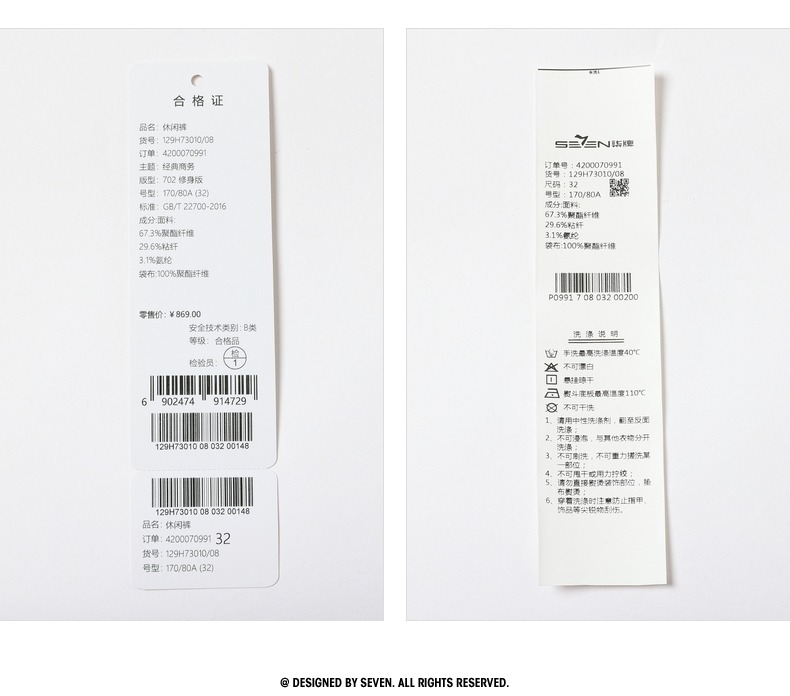 合格证
品名：休闲裤
货号：129H73010/08
订单：4200070991
主题：经典商务
版型：702 修身版
号型：170/80A (32)
标准：GB/T 22700-2016
成分:面料:
67.3%聚酯纤维
29.6%粘纤
3.1%氨纶
袋布:100%聚酯纤维
零售价：¥ 869.00
安全技术类别：B类
等级：合格品
检验员：
检
1
6 902474 914729
129H73010 08 032 00148
129H73010 08 032 00148
品名：休闲裤
订单：4200070991 32
货号：129H73010/08
号型：170/80A (32)
SEVEN 柒牌
订单号：4200070991
货号：129H73010/08
尺码：32
号型：170/80A
成分:面料:
67.3%聚酯纤维
29.6%粘纤
3.1%氨纶
袋布:100%聚酯纤维
P0991 7 08 032 00200
洗涤说明
手洗最高洗涤温度40℃
不可漂白
悬挂晾干
熨斗底板最高温度110℃
不可干洗
1、请用中性洗涤剂，翻至反面
洗涤；
2、不可浸泡，与其他衣物分开
洗涤；
3、不可刷洗，不可重力搓洗某
一部位；
4、不可甩干或用力拧绞；
5、请勿直接熨烫装饰部位，垫
布熨烫；
6、穿着洗涤时注意防止指甲、
饰品等尖锐物刮伤。
@ DESIGNED BY SEVEN. ALL RIGHTS RESERVED.